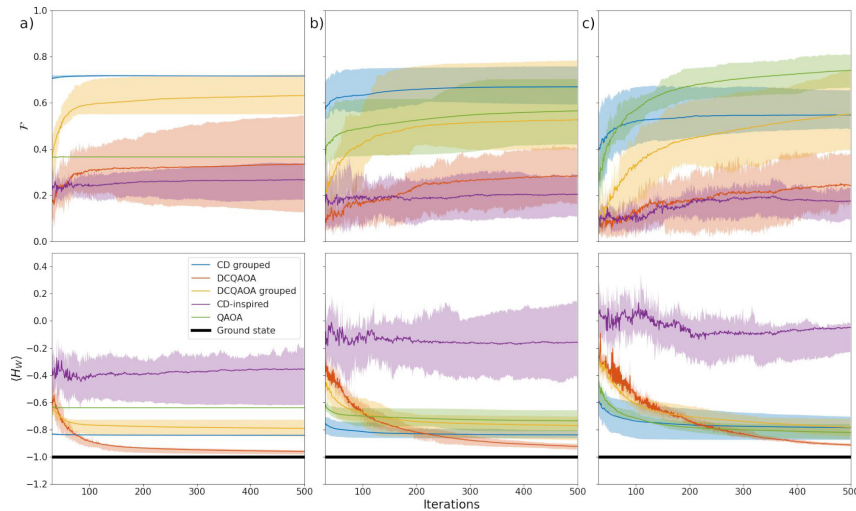 a)
b)
c)
1.0
0.8
0.6
0.4
0.2
0.0
F
0.4
0.2
0.0
−0.2
−0.4
−0.6
−0.8
−1.0
−1.2
⟨H_W⟩
CD grouped
DCQAOA
DCQAOA grouped
CD-inspired
QAOA
Ground state
100 200 300 400 500 100 200 300 400 500 100 200 300 400 500
Iterations